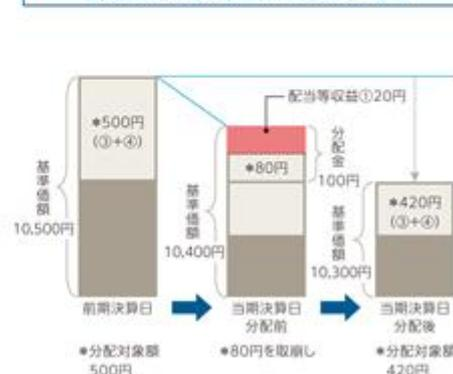 配当等収益①20円
*500円
(③+④)
分配金
100円
*80円
基準価額
10,500円
基準価額
10,400円
基準価額
10,300円
*420円
(③+④)
前期決算日
当期決算日
分配前
当期決算日
分配後
*分配対象額
500円
*80円を取崩し
*分配対象額
420円